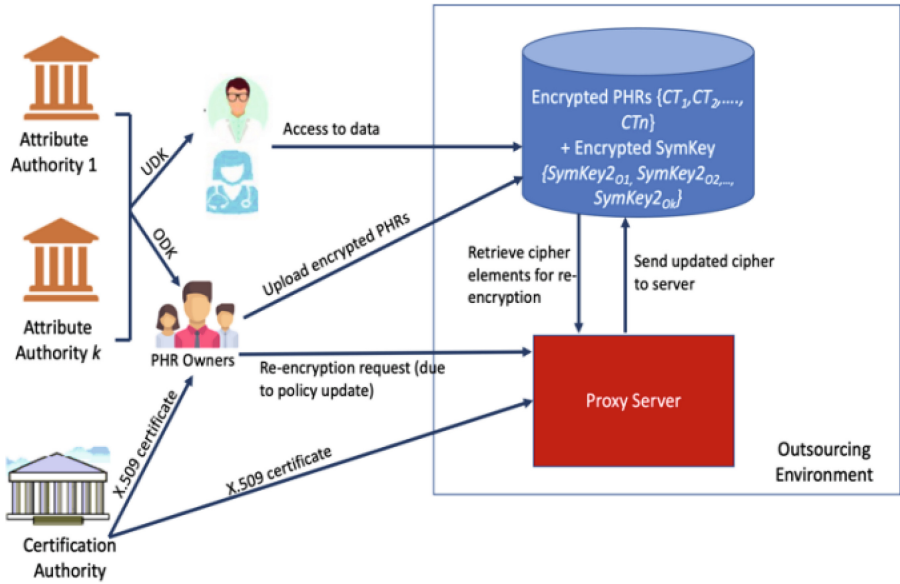 Attribute
Authority 1
UDK
Access to data
Encrypted PHRs {CT1,CT2,....,
CTn}
+ Encrypted SymKey
{SymKey2O1, SymKey2O2,...,
SymKey2Ok}
ODK
Upload encrypted PHRs
Retrieve cipher
elements for re-
encryption
Send updated cipher
to server
Attribute
Authority k
PHR Owners
Re-encryption request (due
to policy update)
Proxy Server
X.509 certificate
X.509 certificate
Outsourcing
Environment
Certification
Authority